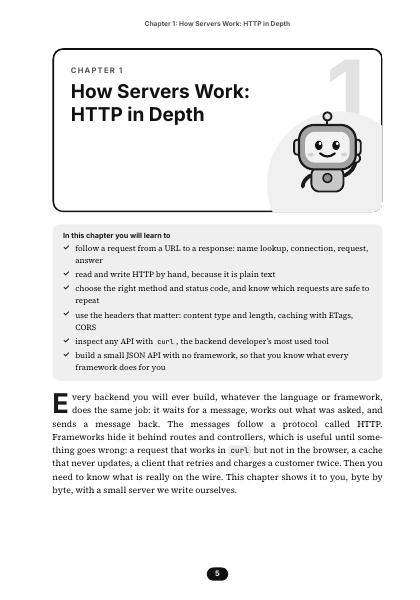 Chapter 1: How Servers Work: HTTP in Depth
CHAPTER 1
1
How Servers Work:
HTTP in Depth
In this chapter you will learn to
✓ follow a request from a URL to a response: name lookup, connection, request,
answer
✓ read and write HTTP by hand, because it is plain text
✓ choose the right method and status code, and know which requests are safe to
repeat
✓ use the headers that matter: content type and length, caching with ETags,
CORS
✓ inspect any API with curl , the backend developer's most used tool
✓ build a small JSON API with no framework, so that you know what every
framework does for you
Every backend you will ever build, whatever the language or framework,
does the same job: it waits for a message, works out what was asked, and
sends a message back. The messages follow a protocol called HTTP.
Frameworks hide it behind routes and controllers, which is useful until some-
thing goes wrong: a request that works in curl but not in the browser, a cache
that never updates, a client that retries and charges a customer twice. Then you
need to know what is really on the wire. This chapter shows it to you, byte by
byte, with a small server we write ourselves.
5